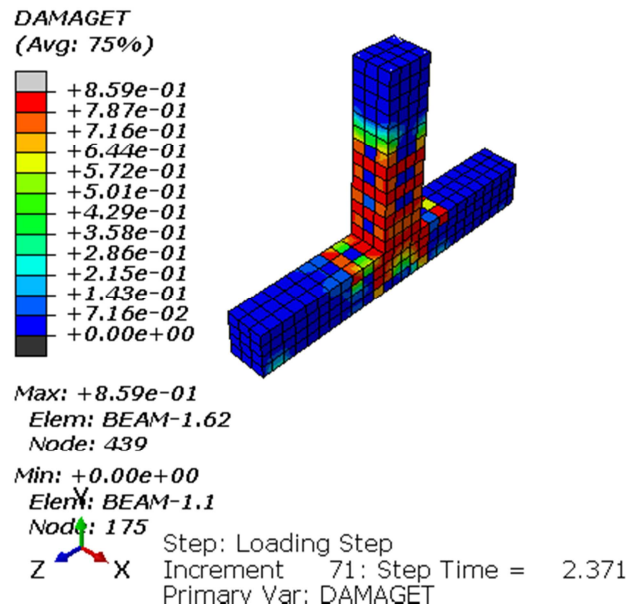 DAMAGET
(Avg: 75%)
+8.59e-01
+7.87e-01
+7.16e-01
+6.44e-01
+5.72e-01
+5.01e-01
+4.29e-01
+3.58e-01
+2.86e-01
+2.15e-01
+1.43e-01
+7.16e-02
+0.00e+00
Max: +8.59e-01
Elem: BEAM-1.62
Node: 439
Min: +0.00e+00
Elem: BEAM-1.1
Node: 175
Y
Z X
Step: Loading Step
Increment 71: Step Time = 2.371
Primary Var: DAMAGET